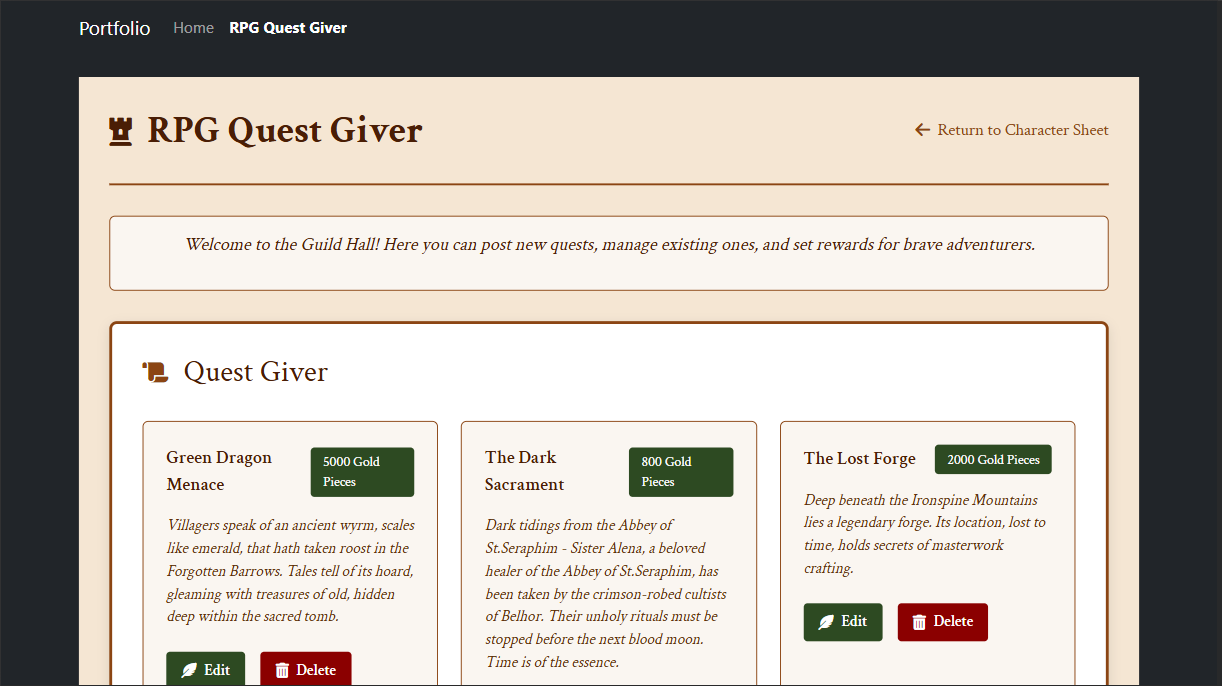 Portfolio Home RPG Quest Giver
RPG Quest Giver
Return to Character Sheet
Welcome to the Guild Hall! Here you can post new quests, manage existing ones, and set rewards for brave adventurers.
Quest Giver
Green Dragon
Menace
5000 Gold
Pieces
Villagers speak of an ancient wyrm, scales
like emerald, that hath taken roost in the
Forgotten Barrows. Tales tell of its hoard,
gleaming with treasures of old, hidden
deep within the sacred tomb.
Edit
Delete
The Dark
Sacrament
800 Gold
Pieces
Dark tidings from the Abbey of
St.Seraphim - Sister Alena, a beloved
healer of the Abbey of St.Seraphim, has
been taken by the crimson-robed cultists
of Belhor. Their unholy rituals must be
stopped before the next blood moon.
Time is of the essence.
The Lost Forge
2000 Gold Pieces
Deep beneath the Ironspine Mountains
lies a legendary forge. Its location, lost to
time, holds secrets of masterwork
crafting.
Edit
Delete